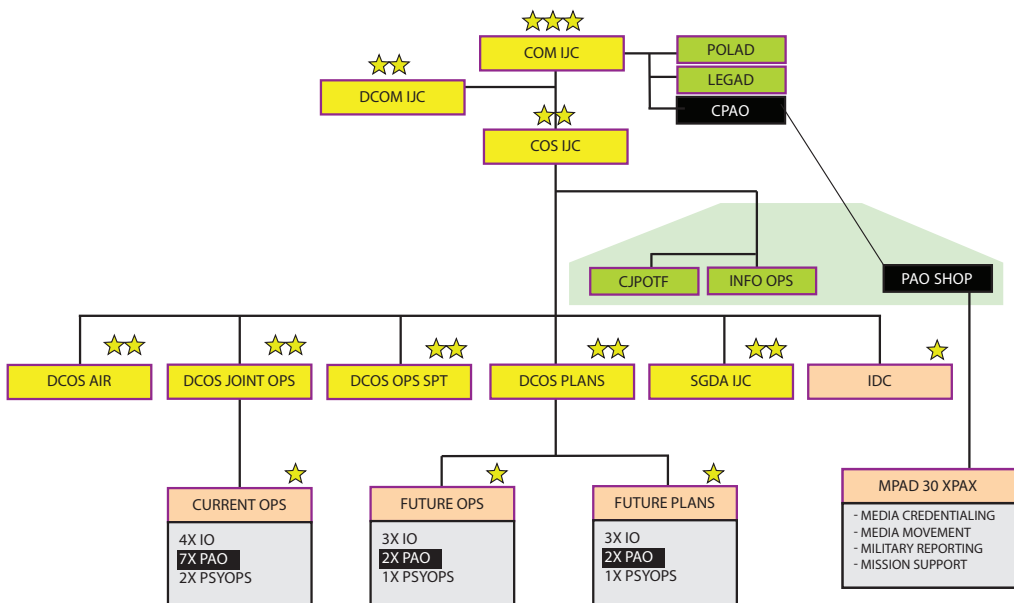 COM IJC
POLAD
LEGAD
DCOM IJC
CPAO
COS IJC
CJPOTF
INFO OPS
PAO SHOP
DCOS AIR
DCOS JOINT OPS
DCOS OPS SPT
DCOS PLANS
SGDA IJC
IDC
CURRENT OPS
4X IO
7X PAO
2X PSYOPS
FUTURE OPS
3X IO
2X PAO
1X PSYOPS
FUTURE PLANS
3X IO
2X PAO
1X PSYOPS
MPAD 30 XPAX
- MEDIA CREDENTIALING
- MEDIA MOVEMENT
- MILITARY REPORTING
- MISSION SUPPORT